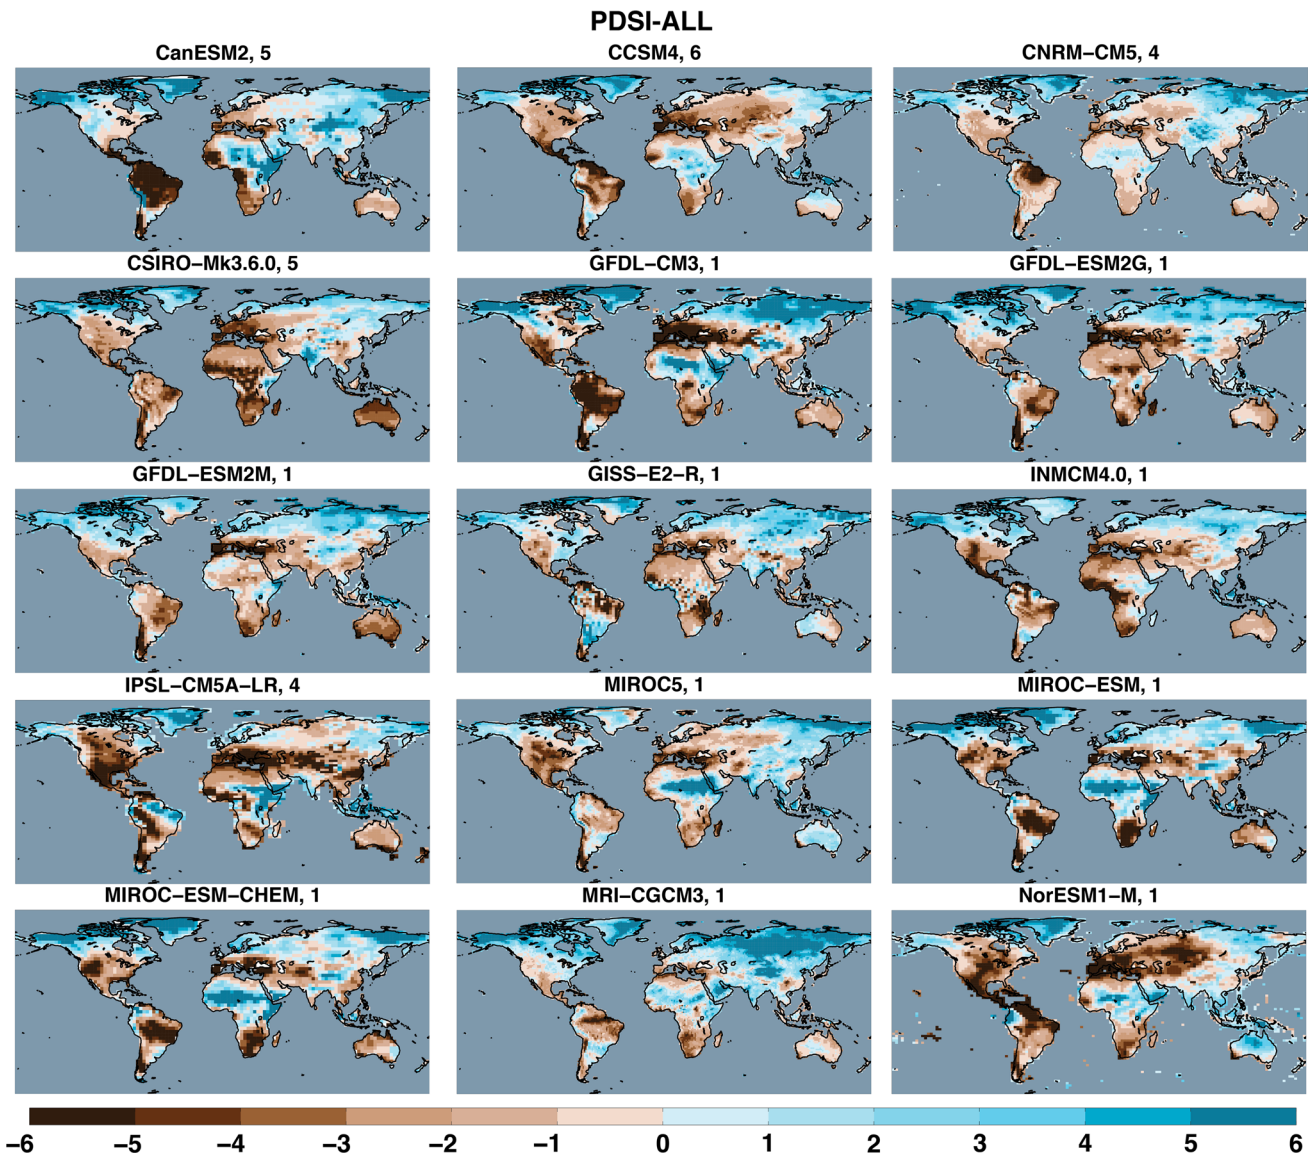 PDSI-ALL
CanESM2, 5
CCSM4, 6
CNRM−CM5, 4
CSIRO−Mk3.6.0, 5
GFDL−CM3, 1
GFDL−ESM2G, 1
GFDL−ESM2M, 1
GISS−E2−R, 1
INMCM4.0, 1
IPSL−CM5A−LR, 4
MIROC5, 1
MIROC−ESM, 1
MIROC−ESM−CHEM, 1
MRI−CGCM3, 1
NorESM1−M, 1
−6 −5 −4 −3 −2 −1 0 1 2 3 4 5 6